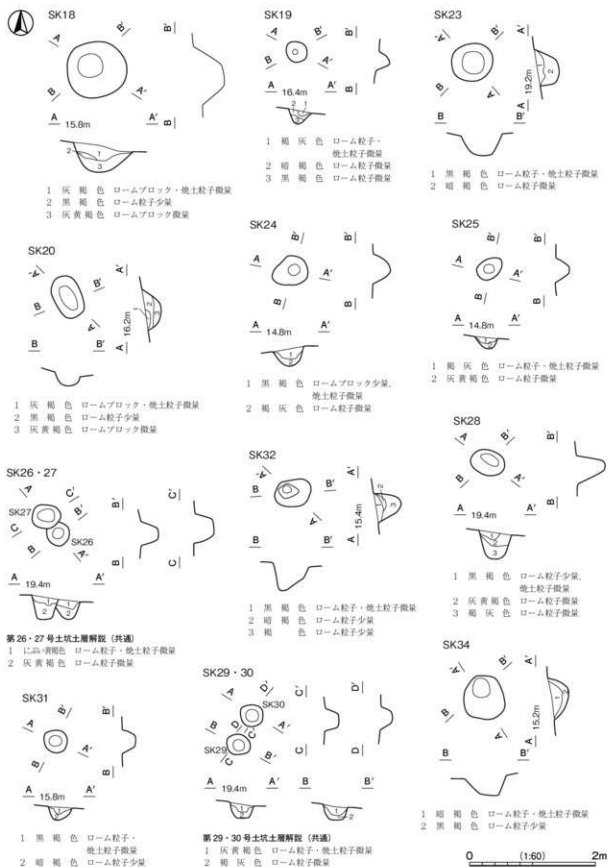 SK18
A B'
B A'
A 15.8m A' B B'
1 灰褐色 ロームブロック・焼土粒子微量
2 黒褐色 ローム粒子少量
3 灰黄褐色 ロームブロック微量
SK19
A B'
B A'
A 16.4m A' B B'
1 褐灰色 ローム粒子・
焼土粒子微量
2 暗褐色 ローム粒子微量
3 黒褐色 ローム粒子微量
SK23
A' B'
B A
A 19.2m A'
B B'
1 黒褐色 ローム粒子・焼土粒子微量
2 暗褐色 ローム粒子微量
SK20
A' B'
B A
A 16.2m A'
B B'
1 灰褐色 ロームブロック・焼土粒子微量
2 黒褐色 ローム粒子少量
3 灰黄褐色 ロームブロック微量
SK24
A B'
B A'
A 14.8m A' B B'
1 黒褐色 ロームブロック少量,
焼土粒子微量
2 褐灰色 ローム粒子微量
SK25
A B'
B A'
A 14.8m A' B B'
1 褐灰色 ローム粒子・焼土粒子微量
2 灰黄褐色 ローム粒子微量
SK26・27
A C' B'
SK27
SK26
C B A'
A 19.4m A' B B' C C'
第26・27号土坑土層解説（共通）
1 にぶい黄褐色 ローム粒子・焼土粒子微量
2 灰黄褐色 ローム粒子微量
SK32
A' B'
B A
A 15.4m A'
B B'
1 黒褐色 ローム粒子・焼土粒子微量
2 暗褐色 ローム粒子少量
3 褐色 ローム粒子少量
SK28
A B'
B A'
A 19.4m A' B B'
1 黒褐色 ローム粒子少量,
焼土粒子微量
2 灰黄褐色 ローム粒子微量
3 褐灰色 ローム粒子微量
SK31
A B'
B A'
A 15.8m A' B B'
1 黒褐色 ローム粒子・
焼土粒子微量
2 暗褐色 ローム粒子少量
SK29・30
A D'
SK30
D C' A'
B
SK29
C B'
A 19.4m A' B B' C C' D D'
第29・30号土坑土層解説（共通）
1 灰黄褐色 ローム粒子・焼土粒子微量
2 褐灰色 ローム粒子微量
SK34
A' B'
B A
A 15.2m A'
B B'
1 暗褐色 ローム粒子・焼土粒子微量
2 黒褐色 ローム粒子少量
0 (1:60) 2m